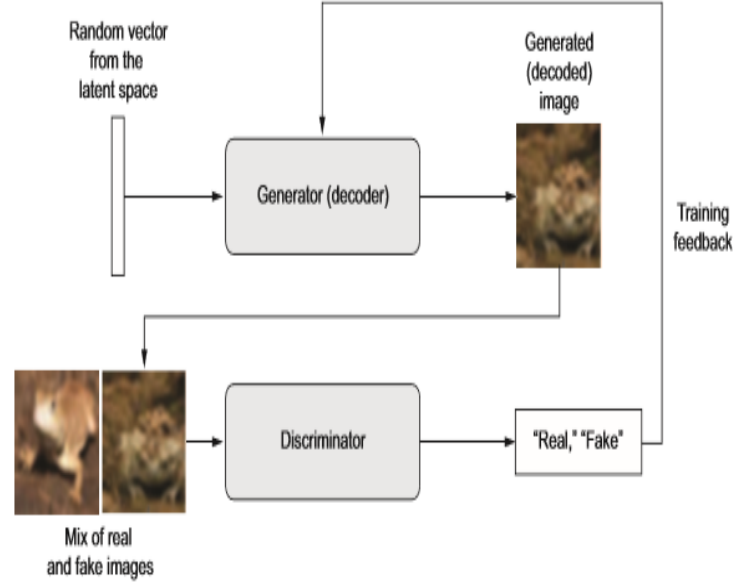 Random vector
from the
latent space
Generator (decoder)
Generated
(decoded)
image
Training
feedback
Mix of real
and fake images
Discriminator
“Real,” “Fake”